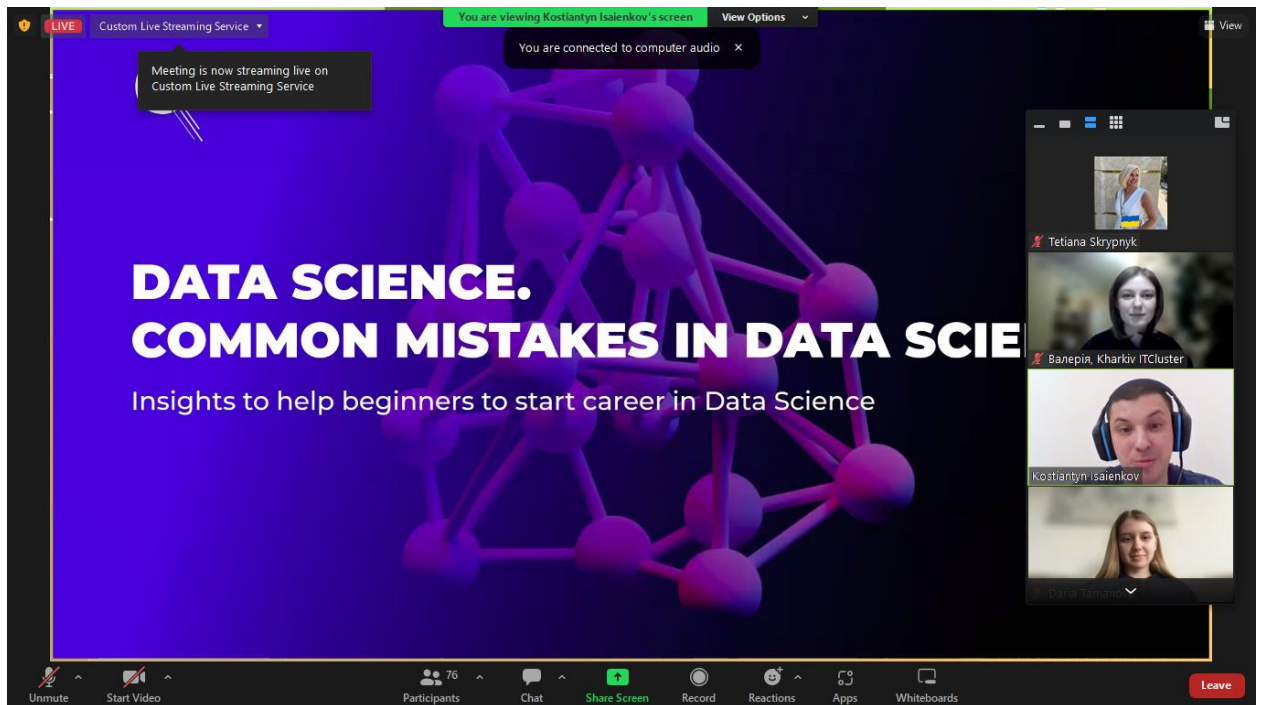 You are viewing Kostiantyn Isaienkov's screen
View Options
LIVE
Custom Live Streaming Service
View
You are connected to computer audio
Meeting is now streaming live on
Custom Live Streaming Service
DATA SCIENCE.
COMMON MISTAKES IN DATA SCIE
Insights to help beginners to start career in Data Science
Tetiana Skrypnyk
Валерія, Kharkiv ITCluster
Kostiantyn Isaienkov
Daria
Unmute
Start Video
76
Participants
Chat
Share Screen
Record
Reactions
Apps
Whiteboards
Leave